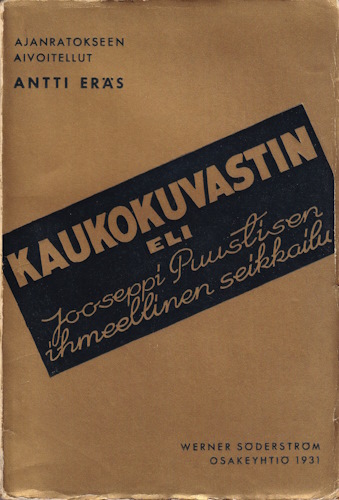 AJANRATOKSEEN
AIVOITELLUT
ANTTI ERÄS
KAUKOKUVASTIN
ELI
Jooseppi Puustisen
ihmeellinen seikkailu
WERNER SÖDERSTRÖM
OSAKEYHTIÖ 1931